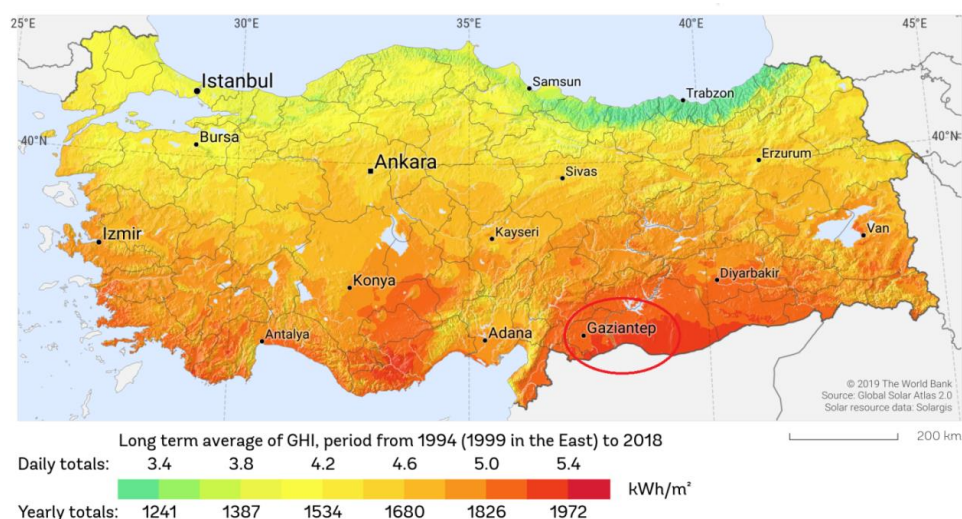 25°E 30°E 35°E 40°E 45°E
Istanbul
Samsun
Trabzon
40°N Bursa 40°N
Ankara
Erzurum
Sivas
Izmir
Kayseri
Van
Konya
Diyarbakir
Antalya
Adana
Gaziantep
© 2019 The World Bank
Source: Global Solar Atlas 2.0
Solar resource data: Solargis
Long term average of GHI, period from 1994 (1999 in the East) to 2018
200 km
Daily totals: 3.4 3.8 4.2 4.6 5.0 5.4
kWh/m²
Yearly totals: 1241 1387 1534 1680 1826 1972